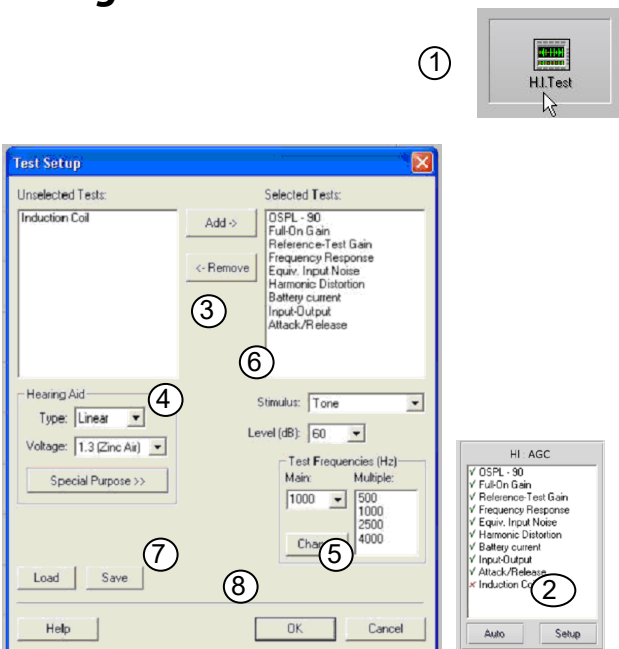 1
H.I.Test
Test Setup
Unselected Tests:
Induction Coil
Add ->
<- Remove
3
Selected Tests:
OSPL - 90
Full-On Gain
Reference-Test Gain
Frequency Response
Equiv. Input Noise
Harmonic Distortion
Battery current
Input-Output
Attack/Release
6
Hearing Aid
4
Type: Linear
Voltage: 1.3 (Zinc Air)
Special Purpose >>
Stimulus: Tone
Level (dB): 60
Test Frequencies (Hz)
Main: Multiple:
1000
500
1000
2500
4000
5
7
Load Save
8
Help OK Cancel
HI : AGC
√ OSPL - 90
√ Full-On Gain
√ Reference-Test Gain
√ Frequency Response
√ Equiv. Input Noise
√ Harmonic Distortion
√ Battery current
√ Input-Output
√ Attack/Release
× Induction
2
Auto Setup